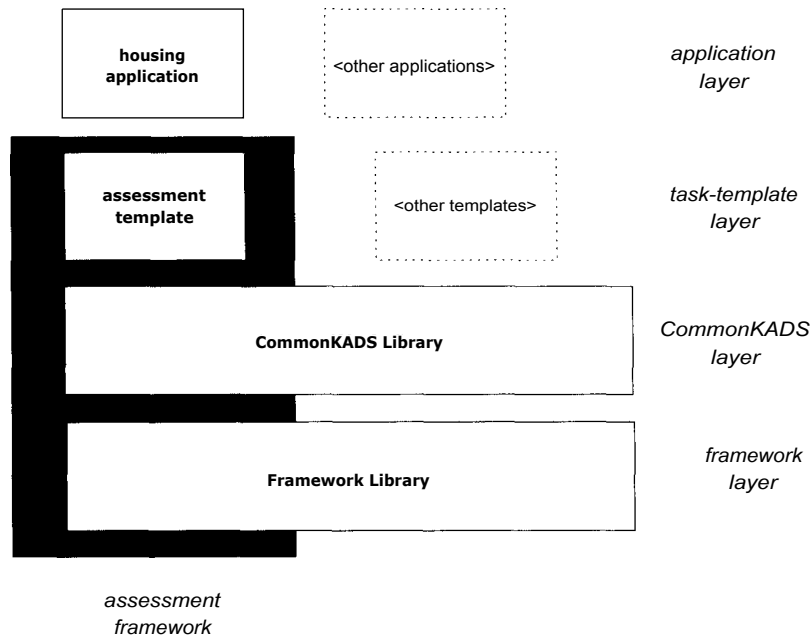 housing
application
<other applications>
application
layer
assessment
template
<other templates>
task-template
layer
CommonKADS Library
CommonKADS
layer
Framework Library
framework
layer
assessment
framework